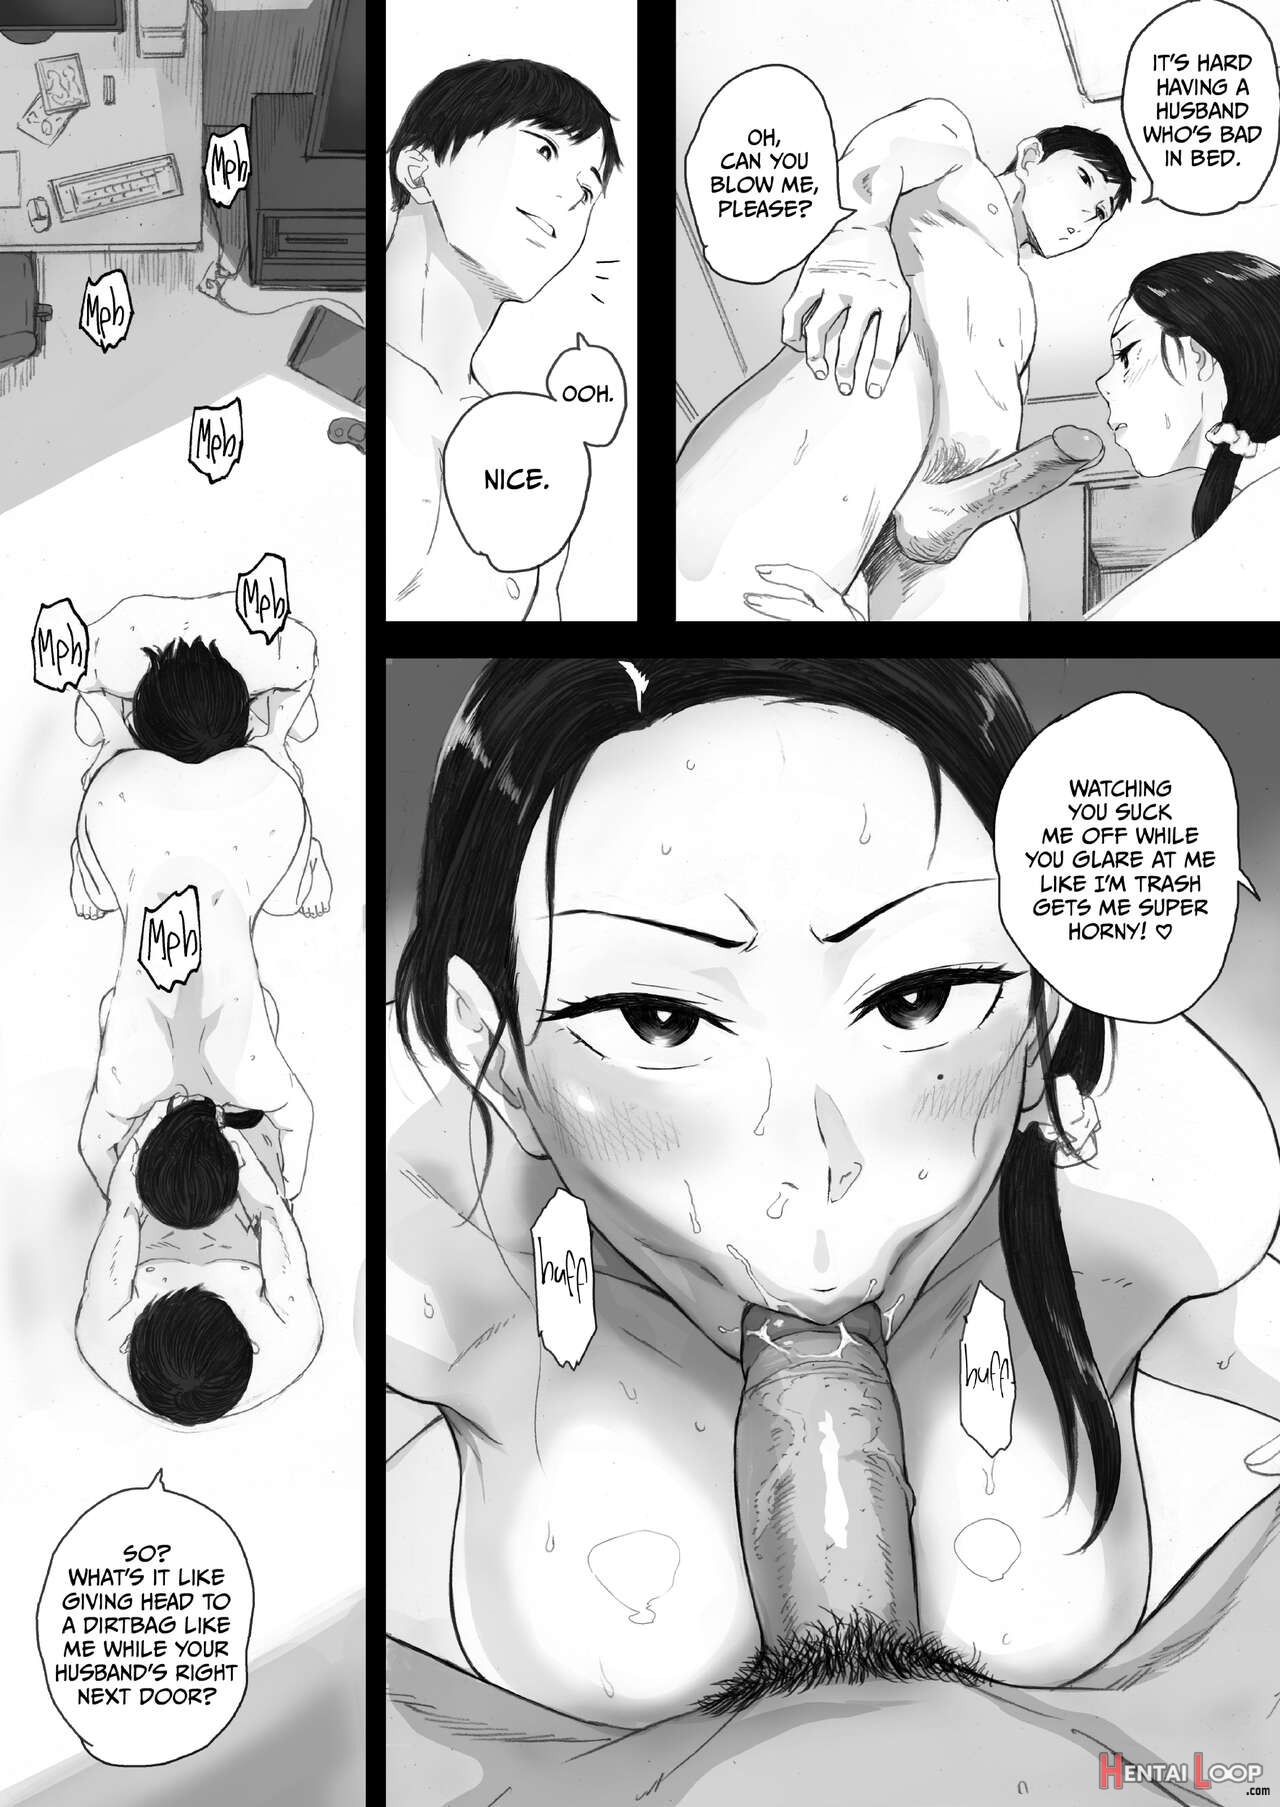 IT'S HARD
HAVING A
HUSBAND
WHO'S BAD
IN BED.
OH,
CAN YOU
BLOW ME,
PLEASE?
OOH.
NICE.
WATCHING
YOU SUCK
ME OFF WHILE
YOU GLARE AT ME
LIKE I'M TRASH
GETS ME SUPER
HORNY! ♡
huff
huff
Mph
Mph
Mph
Mph
Mph
Mph
SO?
WHAT'S IT LIKE
GIVING HEAD TO
A DIRTBAG LIKE
ME WHILE YOUR
HUSBAND'S RIGHT
NEXT DOOR?
HENTAI LOOP
.com